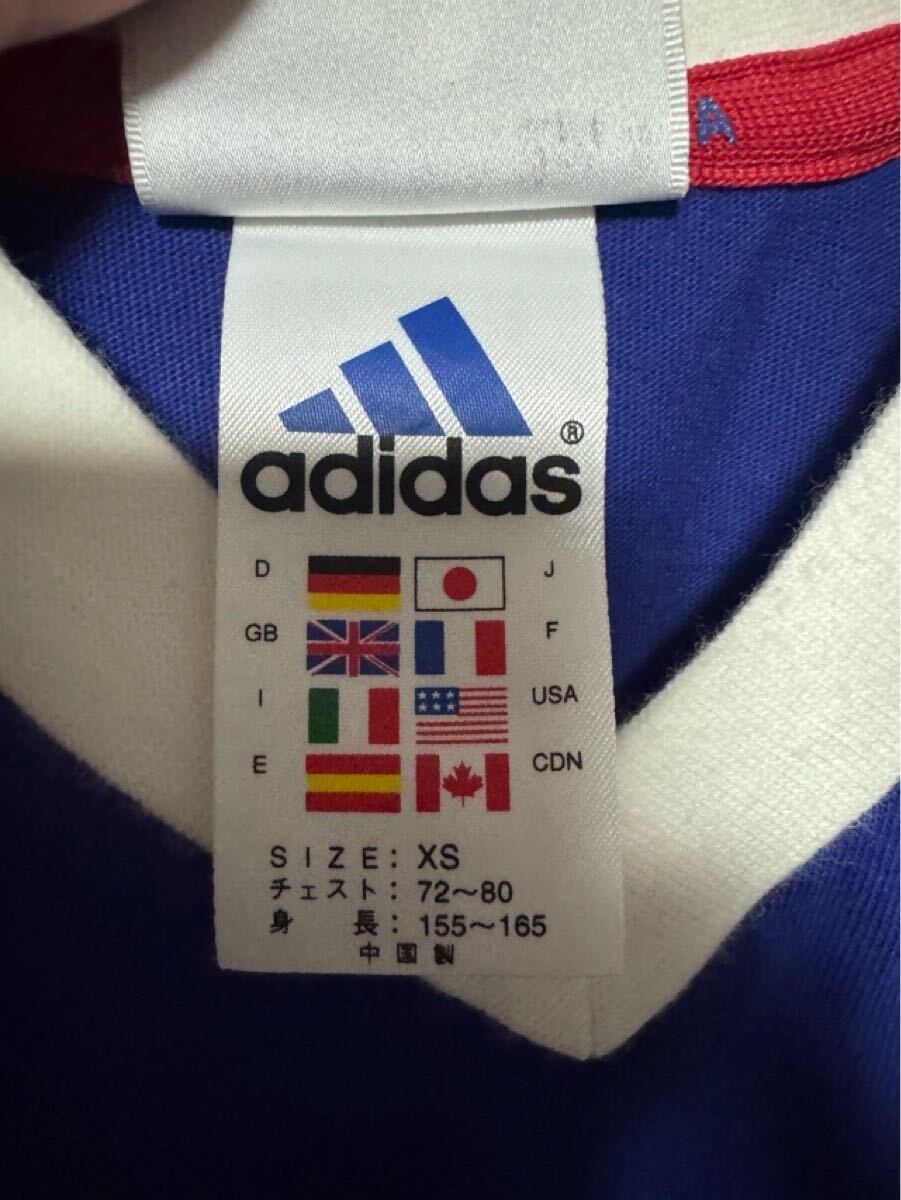 A
adidas®
D J
GB F
I USA
E CDN
SIZE: XS
チェスト: 72〜80
身 長: 155〜165
中国製